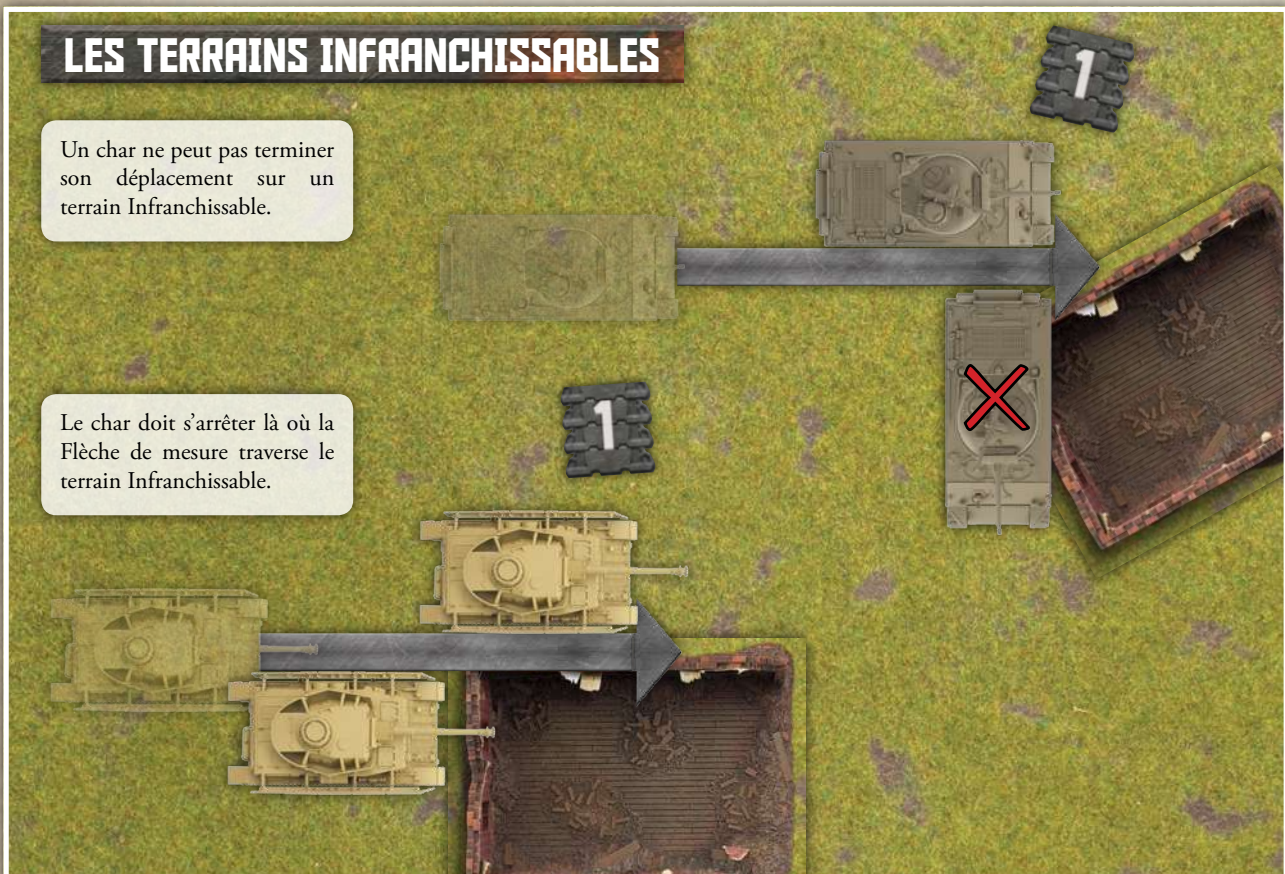 LES TERRAINS INFRANCHISSABLES
1
Un char ne peut pas terminer
son déplacement sur un
terrain Infranchissable.
1
Le char doit s'arrêter là où la
Flèche de mesure traverse le
terrain Infranchissable.